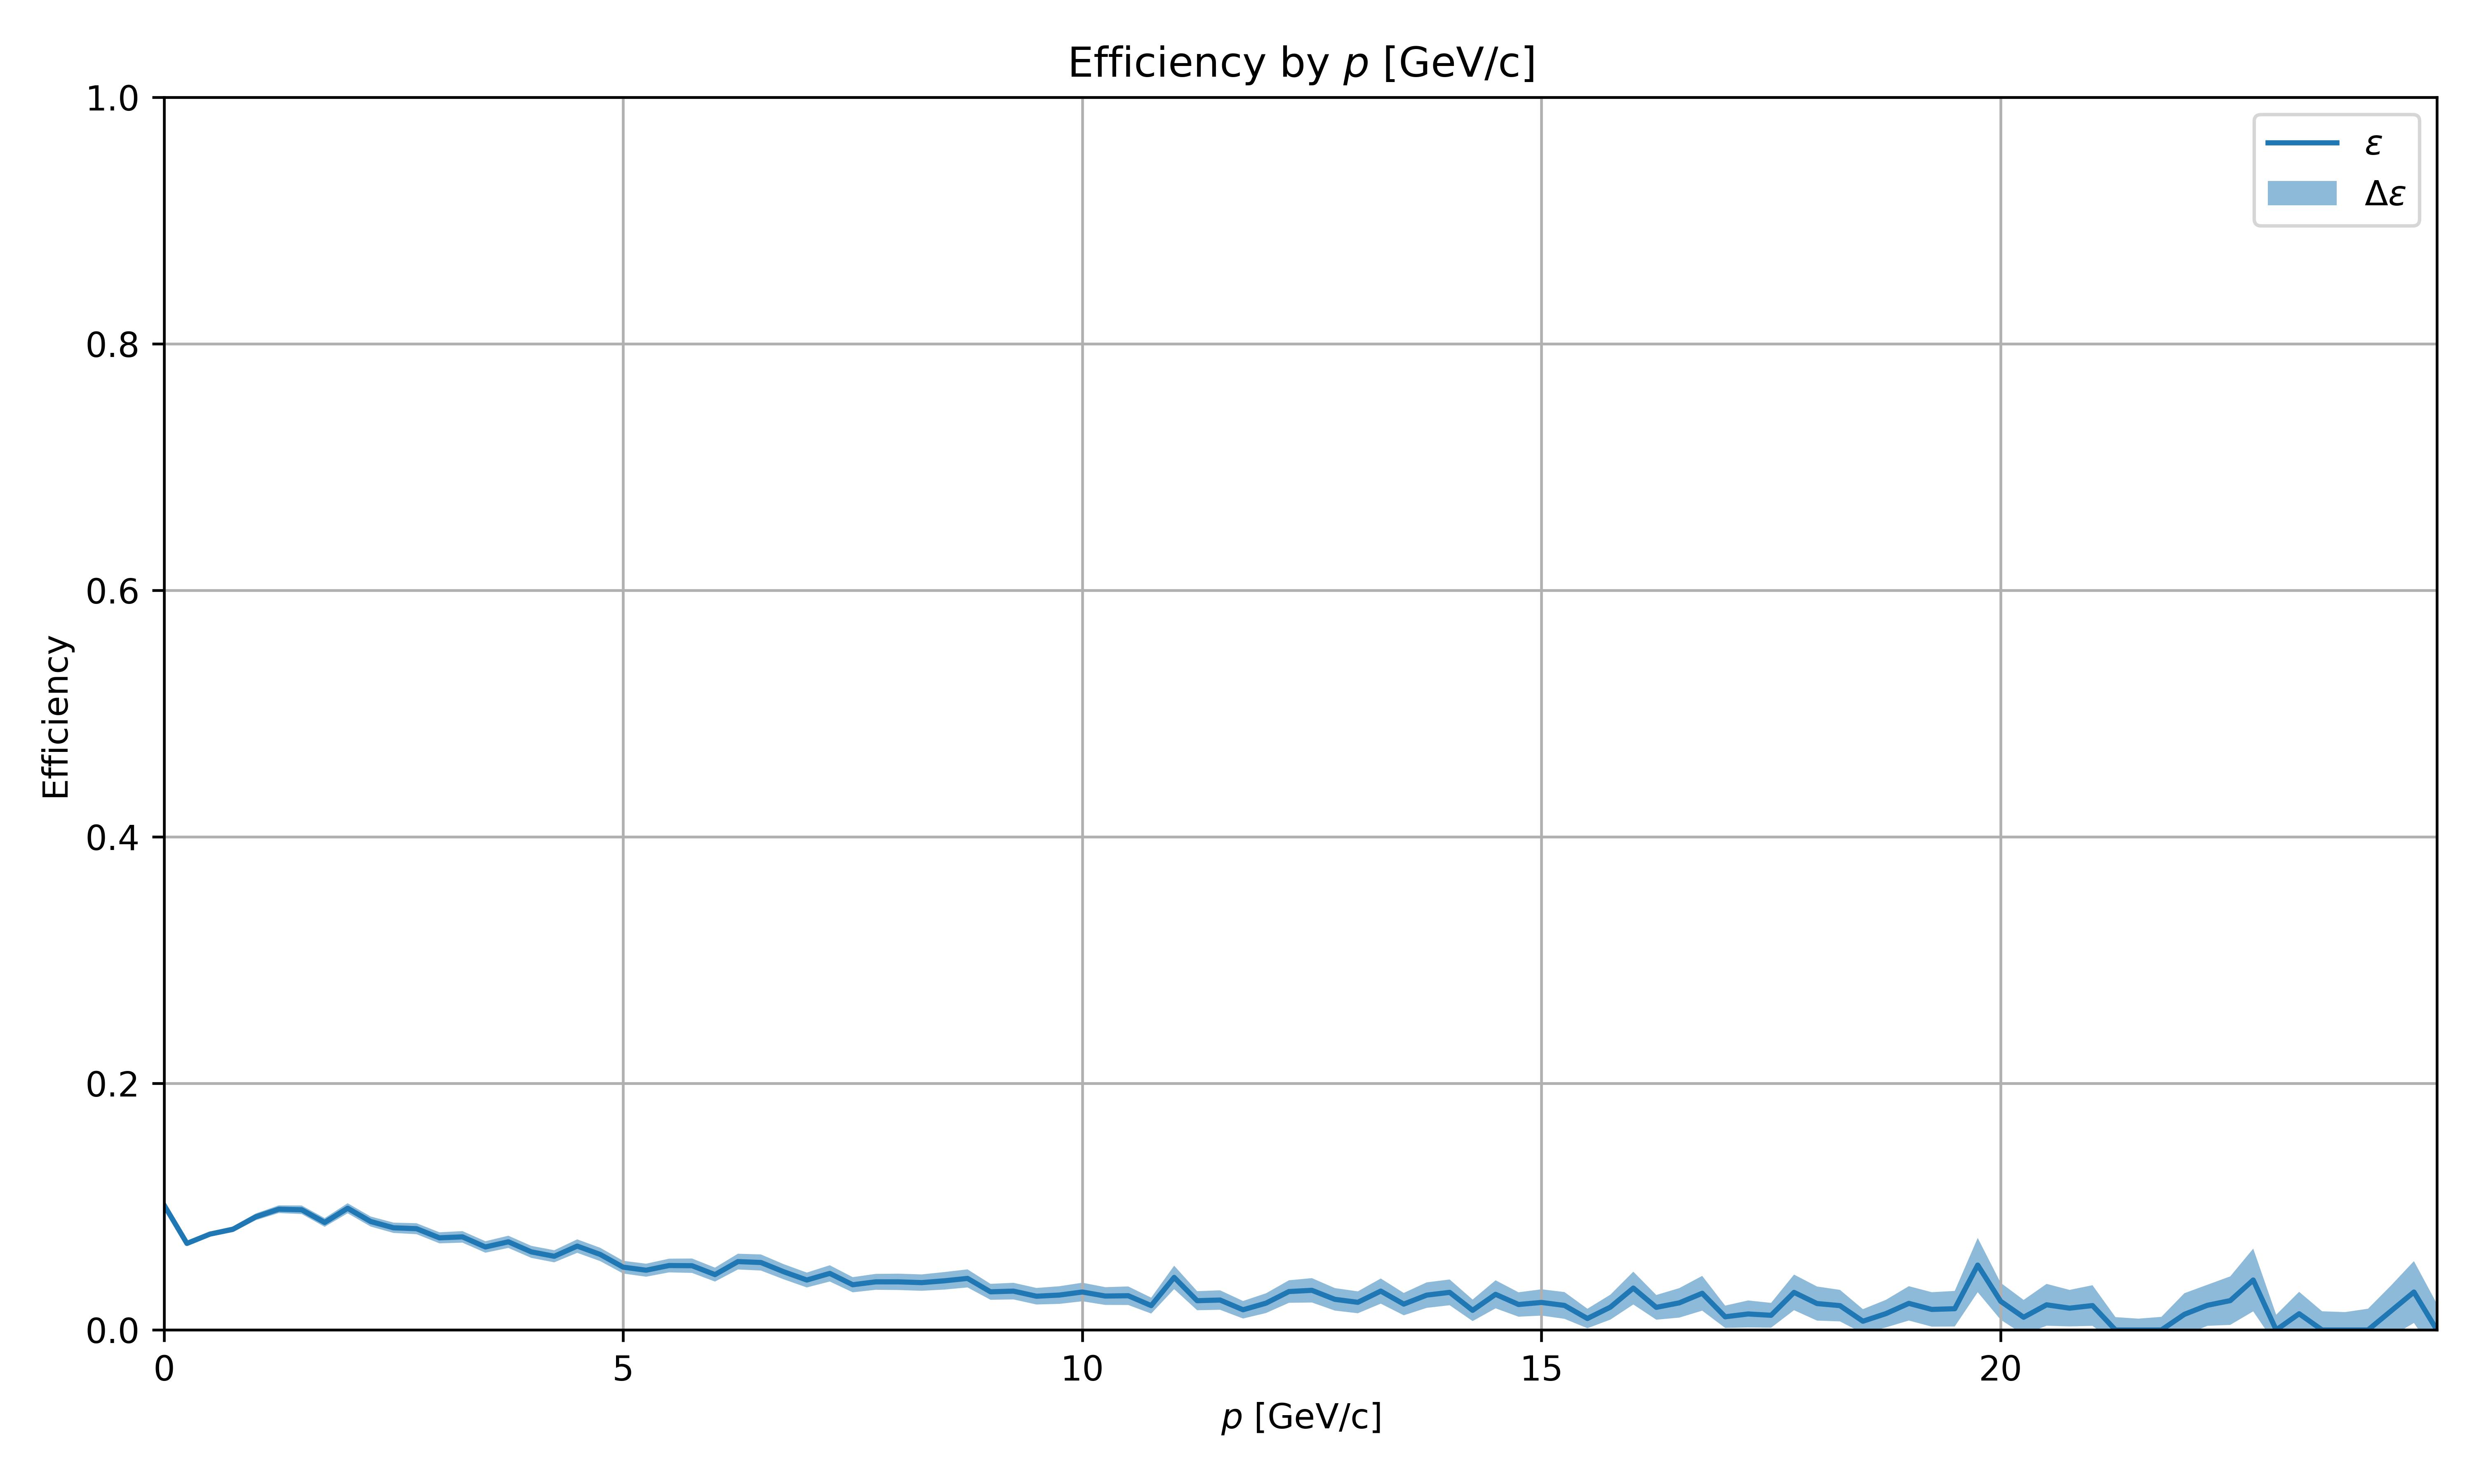 Efficiency by p [GeV/c]
1.0
0.8
0.6
0.4
0.2
0.0
Efficiency
ε
Δε
0 5 10 15 20
p [GeV/c]